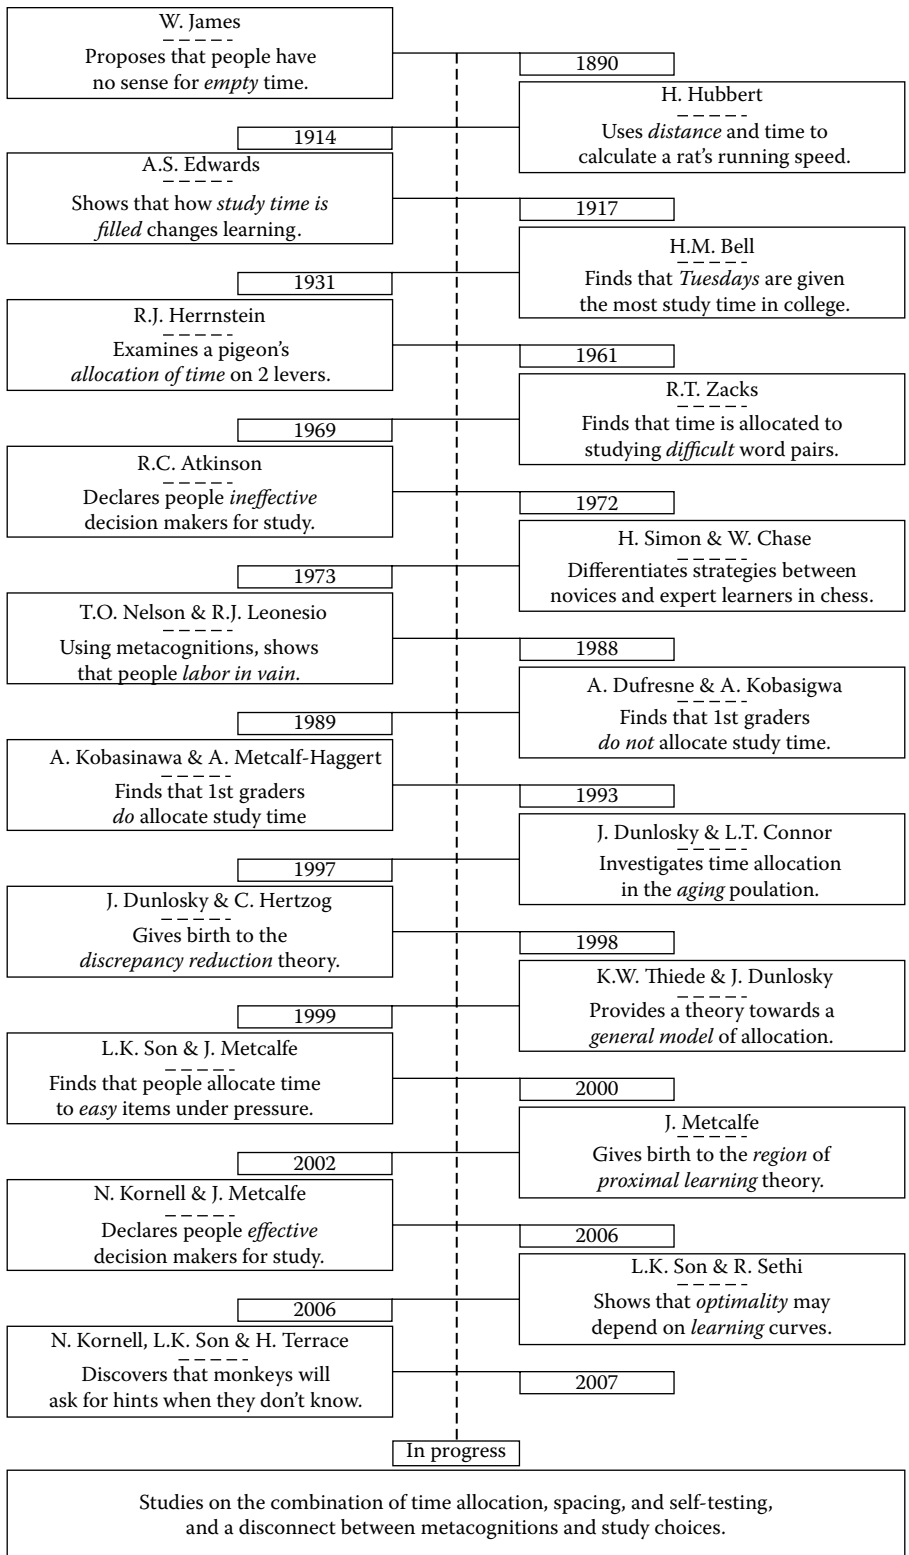 W. James
Proposes that people have
no sense for empty time.
1890
H. Hubbert
Uses distance and time to
calculate a rat's running speed.
1914
A.S. Edwards
Shows that how study time is
filled changes learning.
1917
H.M. Bell
Finds that Tuesdays are given
the most study time in college.
1931
R.J. Herrnstein
Examines a pigeon's
allocation of time on 2 levers.
1961
R.T. Zacks
Finds that time is allocated to
studying difficult word pairs.
1969
R.C. Atkinson
Declares people ineffective
decision makers for study.
1972
H. Simon & W. Chase
Differentiates strategies between
novices and expert learners in chess.
1973
T.O. Nelson & R.J. Leonesio
Using metacognitions, shows
that people labor in vain.
1988
A. Dufresne & A. Kobasigwa
Finds that 1st graders
do not allocate study time.
1989
A. Kobasinawa & A. Metcalf-Haggert
Finds that 1st graders
do allocate study time
1993
J. Dunlosky & L.T. Connor
Investigates time allocation
in the aging poulation.
1997
J. Dunlosky & C. Hertzog
Gives birth to the
discrepancy reduction theory.
1998
K.W. Thiede & J. Dunlosky
Provides a theory towards a
general model of allocation.
1999
L.K. Son & J. Metcalfe
Finds that people allocate time
to easy items under pressure.
2000
J. Metcalfe
Gives birth to the region of
proximal learning theory.
2002
N. Kornell & J. Metcalfe
Declares people effective
decision makers for study.
2006
L.K. Son & R. Sethi
Shows that optimality may
depend on learning curves.
2006
N. Kornell, L.K. Son & H. Terrace
Discovers that monkeys will
ask for hints when they don't know.
2007
In progress
Studies on the combination of time allocation, spacing, and self-testing,
and a disconnect between metacognitions and study choices.